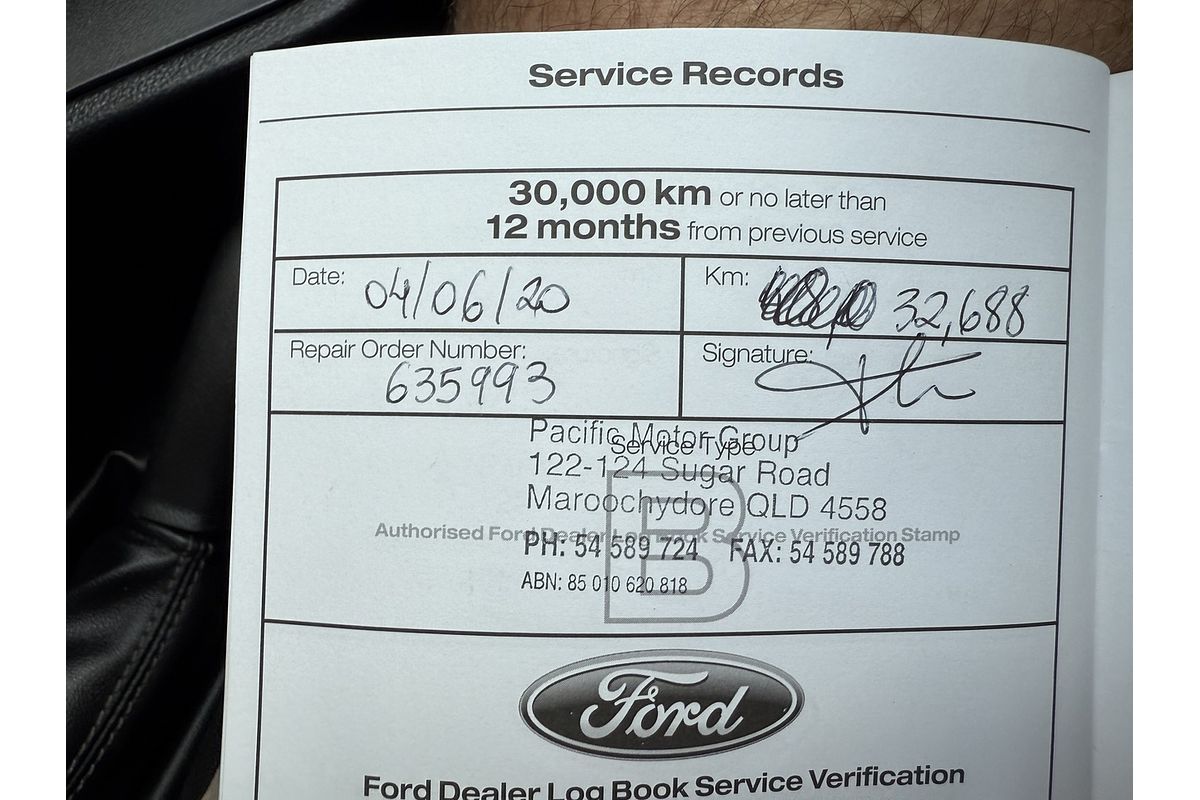 Service Records
30,000 km or no later than
12 months from previous service
Date: 04/06/20
Km: 32,688
Repair Order Number:
635993
Signature:
Pacific Motor Group
Service Type
122-124 Sugar Road
Maroochydore QLD 4558
B
Authorised Ford Dealer Log Book Service Verification Stamp
PH: 54 589 724 FAX: 54 589 788
ABN: 85 010 620 818
Ford
Ford Dealer Log Book Service Verification